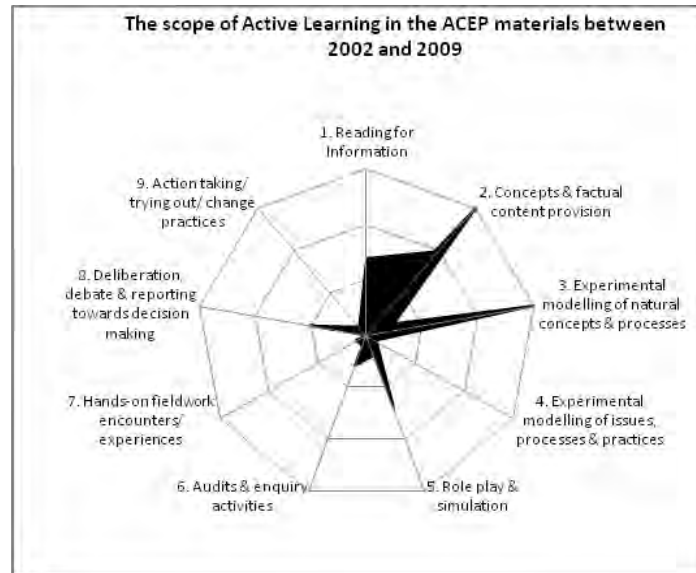 The scope of Active Learning in the ACEP materials between
2002 and 2009
1. Reading for
Information
2. Concepts & factual
content provision
3. Experimental
modelling of natural
concepts & processes
4. Experimental
modelling of issues,
processes & practices
5. Role play &
simulation
6. Audits & enquiry
activities
7. Hands-on fieldwork
encounters/
experiences
8. Deliberation,
debate & reporting
towards decision
making
9. Action taking/
trying out/ change
practices